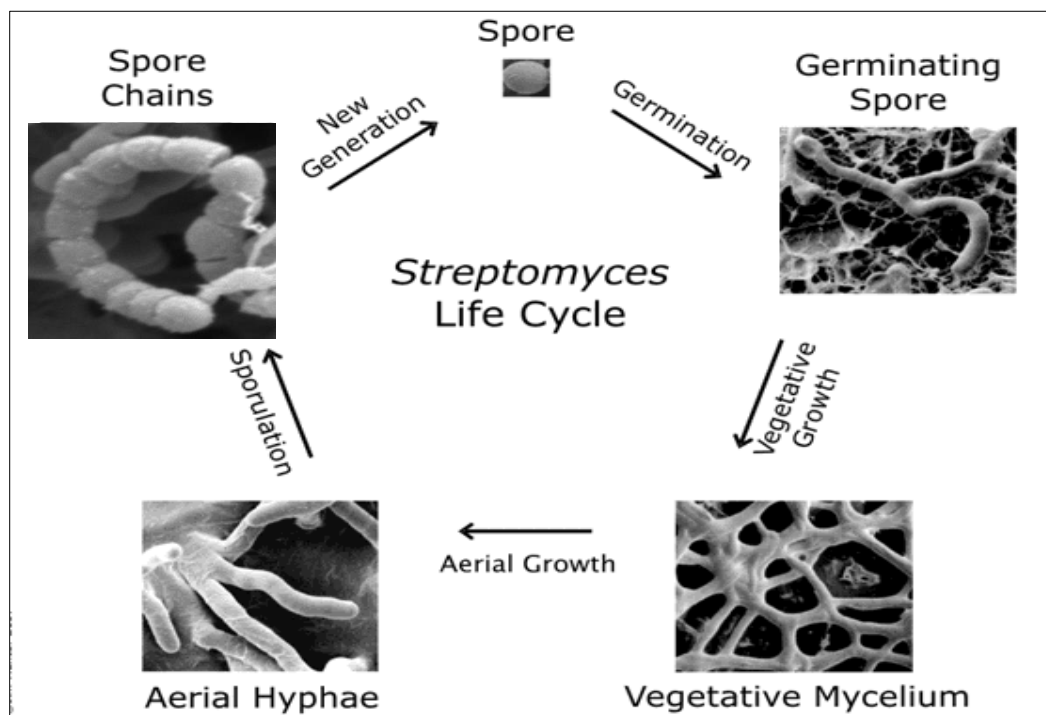 Spore
Spore
Chains
New
Generation
Germination
Germinating
Spore
Streptomyces
Life Cycle
Vegetative
Growth
Sporulation
Aerial Growth
Aerial Hyphae
Vegetative Mycelium